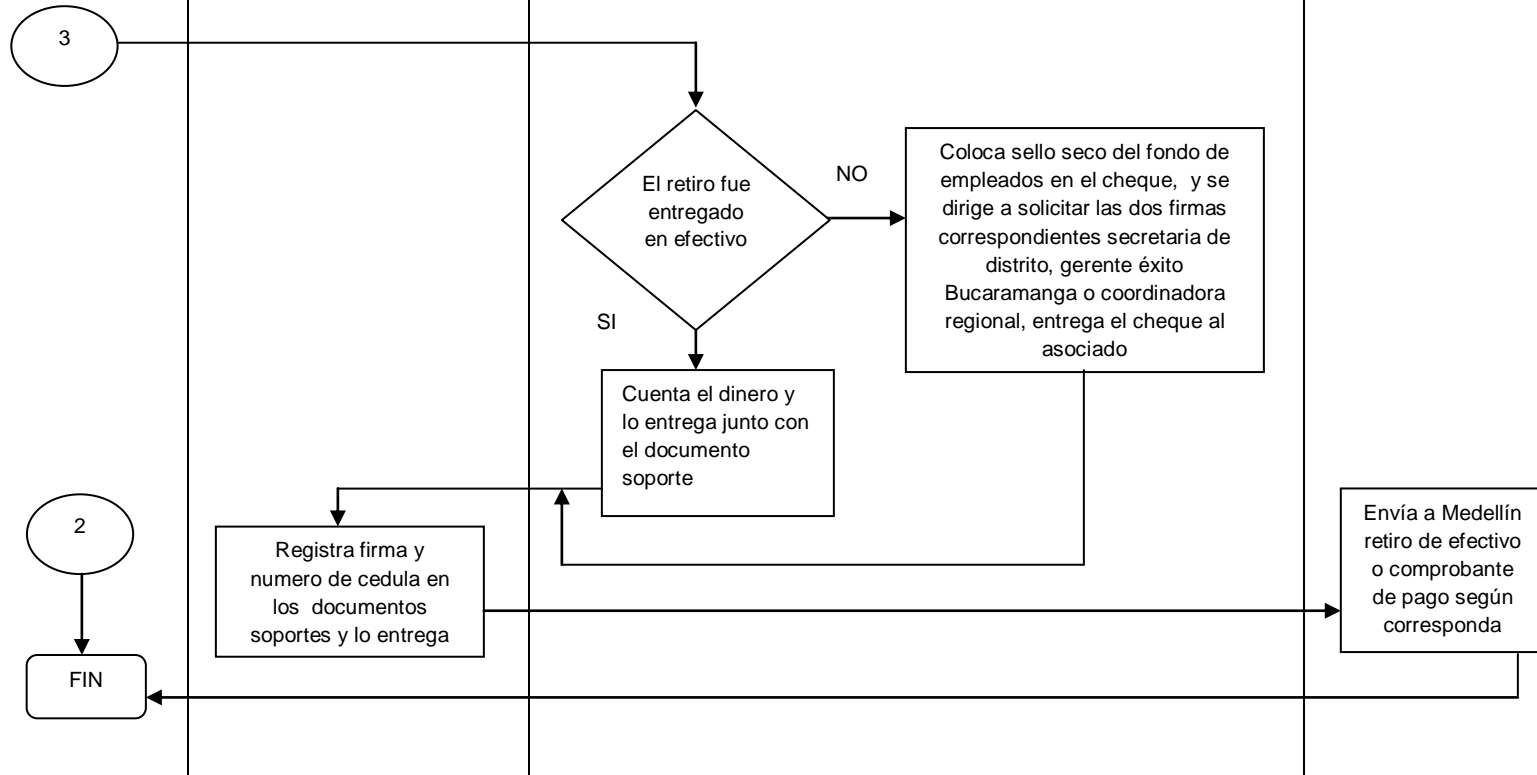 3
El retiro fue
entregado
en efectivo
NO
Coloca sello seco del fondo de
empleados en el cheque,  y se
dirige a solicitar las dos firmas
correspondientes secretaria de
distrito, gerente éxito
Bucaramanga o coordinadora
regional, entrega el cheque al
asociado
SI
Cuenta el dinero y
lo entrega junto con
el documento
soporte
2
Registra firma y
numero de cedula en
los  documentos
soportes y lo entrega
Envía a Medellín
retiro de efectivo
o comprobante
de pago según
corresponda
FIN